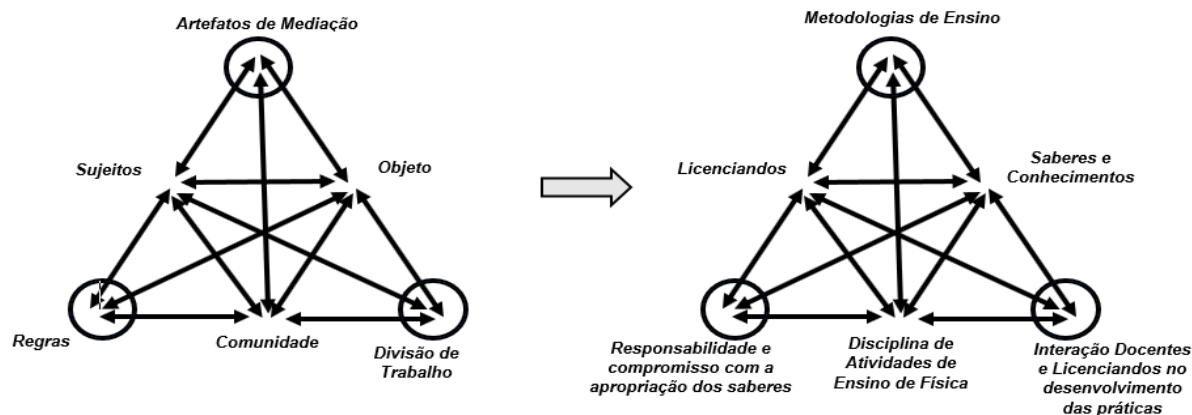 Artefatos de Mediação
Sujeitos
Objeto
Regras
Comunidade
Divisão de
Trabalho
Metodologias de Ensino
Licenciandos
Saberes e
Conhecimentos
Responsabilidade e
compromisso com a
apropriação dos saberes
Disciplina de
Atividades de
Ensino de Física
Interação Docentes
e Licenciandos no
desenvolvimento
das práticas